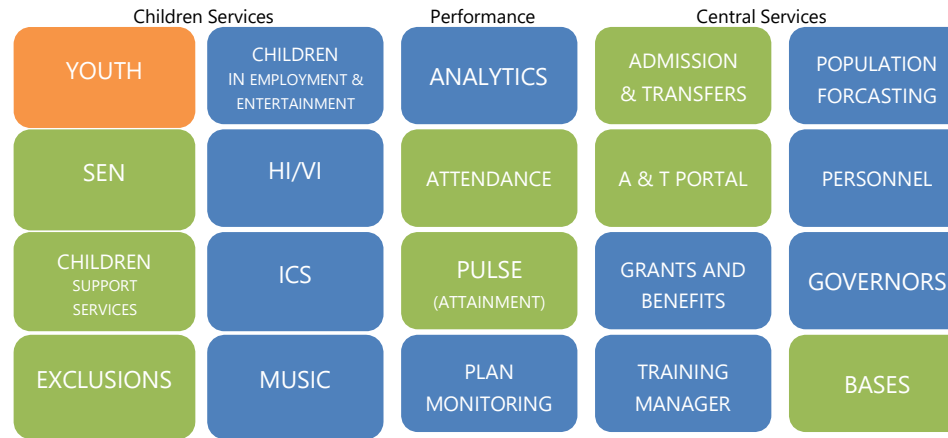 Children Services
Performance
Central Services
YOUTH
CHILDREN
IN EMPLOYMENT &
ENTERTAINMENT
ANALYTICS
ADMISSION
& TRANSFERS
POPULATION
FORCASTING
SEN
HI/VI
ATTENDANCE
A & T PORTAL
PERSONNEL
CHILDREN
SUPPORT
SERVICES
ICS
PULSE
(ATTAINMENT)
GRANTS AND
BENEFITS
GOVERNORS
EXCLUSIONS
MUSIC
PLAN
MONITORING
TRAINING
MANAGER
BASES